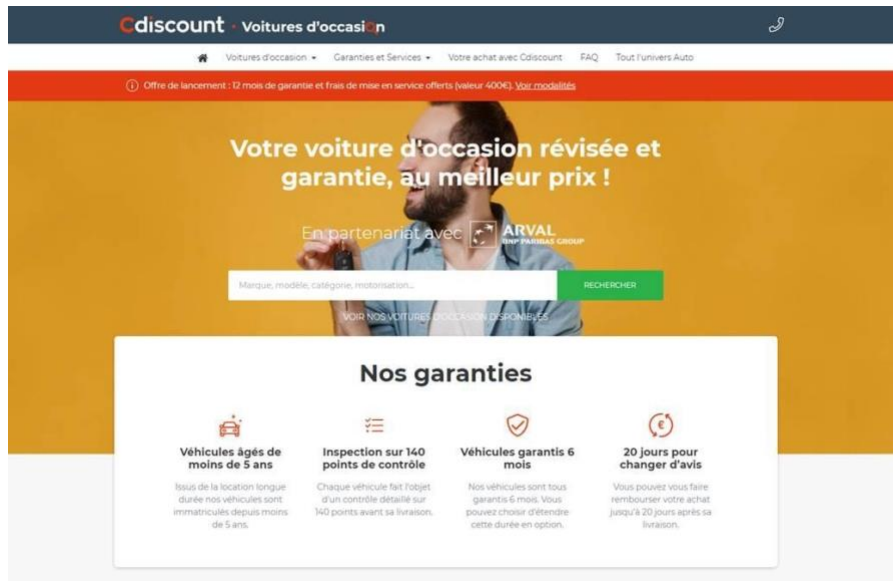 Cdiscount · Voitures d'occasion
Voitures d'occasion
Garanties et Services
Votre achat avec Cdiscount
FAQ
Tout l'univers Auto
Offre de lancement : 12 mois de garantie et frais de mise en service offerts (valeur 400€). Voir modalités
Votre voiture d'occasion révisée et
garantie, au meilleur prix !
En partenariat avec ARVAL
BNP PARIBAS GROUP
Marque, modèle, catégorie, motorisation...
RECHERCHER
VOIR NOS VOITURES D'OCCASION DISPONIBLES
Nos garanties
Véhicules âgés de
moins de 5 ans
Issus de la location longue
durée nos véhicules sont
immatriculés depuis moins
de 5 ans.
Inspection sur 140
points de contrôle
Chaque véhicule fait l'objet
d'un contrôle détaillé sur
140 points avant sa livraison.
Véhicules garantis 6
mois
Nos véhicules sont tous
garantis 6 mois. Vous
pouvez choisir d'étendre
cette durée en option.
20 jours pour
changer d'avis
Vous pouvez vous faire
rembourser votre achat
jusqu'à 20 jours après sa
livraison.